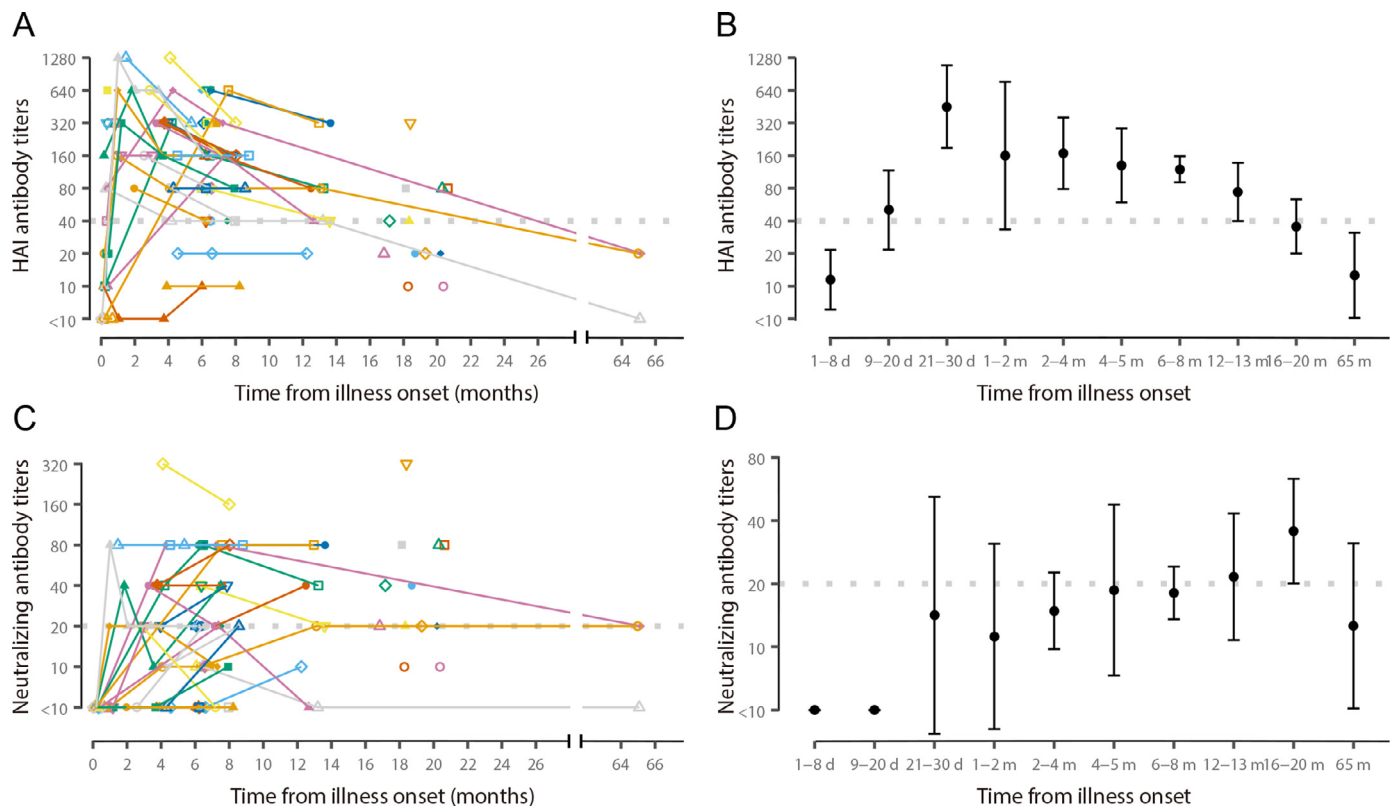 A
HAI antibody titers
1280
640
320
160
80
40
20
10
<10
0 2 4 6 8 10 12 14 16 18 20 22 24 26 64 66
Time from illness onset (months)
B
HAI antibody titers
1280
640
320
160
80
40
20
10
<10
1–8 d 9–20 d 21–30 d 1–2 m 2–4 m 4–5 m 6–8 m 12–13 m 16–20 m 65 m
Time from illness onset
C
Neutralizing antibody titers
320
160
80
40
20
10
<10
0 2 4 6 8 10 12 14 16 18 20 22 24 26 64 66
Time from illness onset (months)
D
Neutralizing antibody titers
80
40
20
10
<10
1–8 d 9–20 d 21–30 d 1–2 m 2–4 m 4–5 m 6–8 m 12–13 m 16–20 m 65 m
Time from illness onset